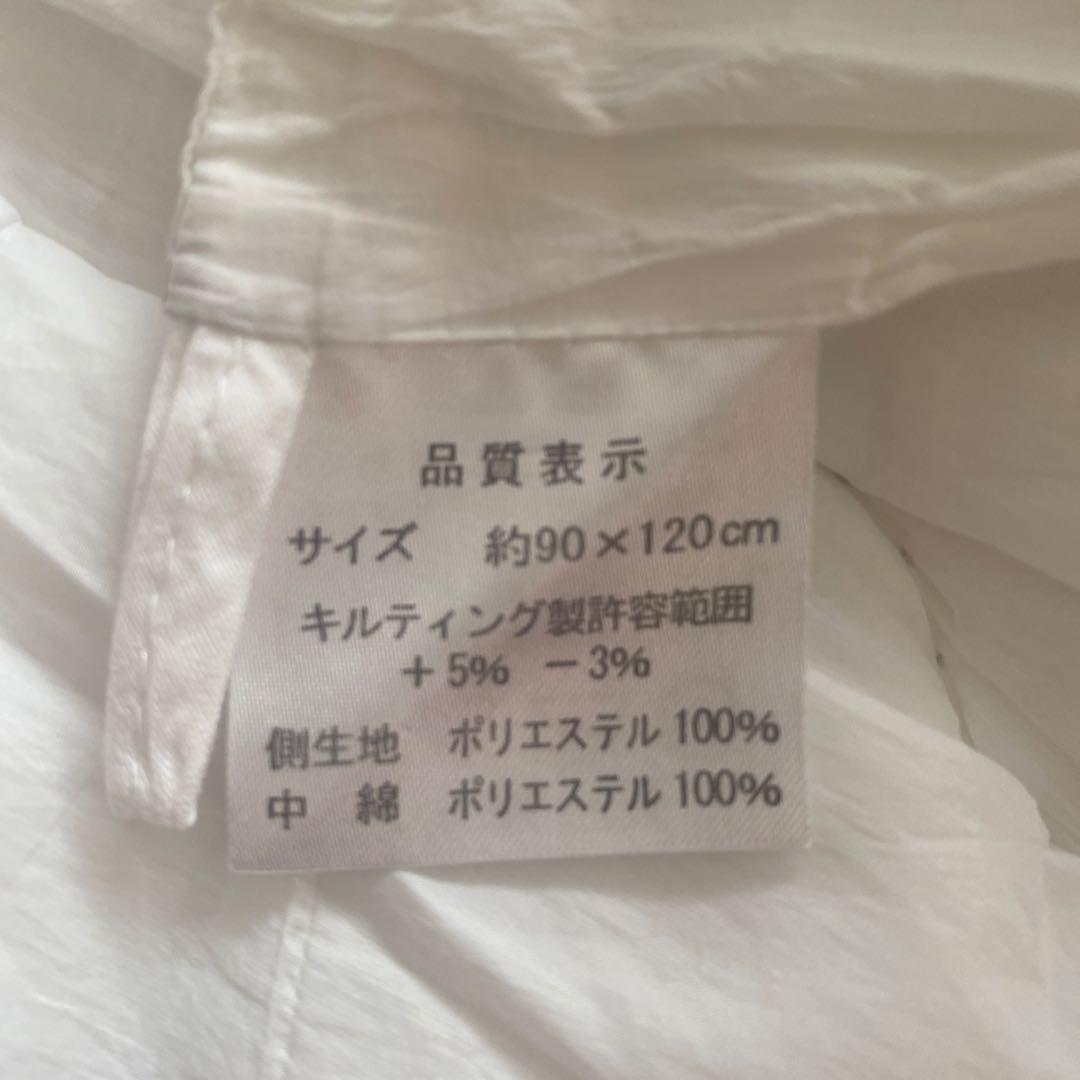 品質表示
サイズ 約90×120cm
キルティング製許容範囲
+5% −3%
側生地 ポリエステル 100%
中 綿 ポリエステル 100%